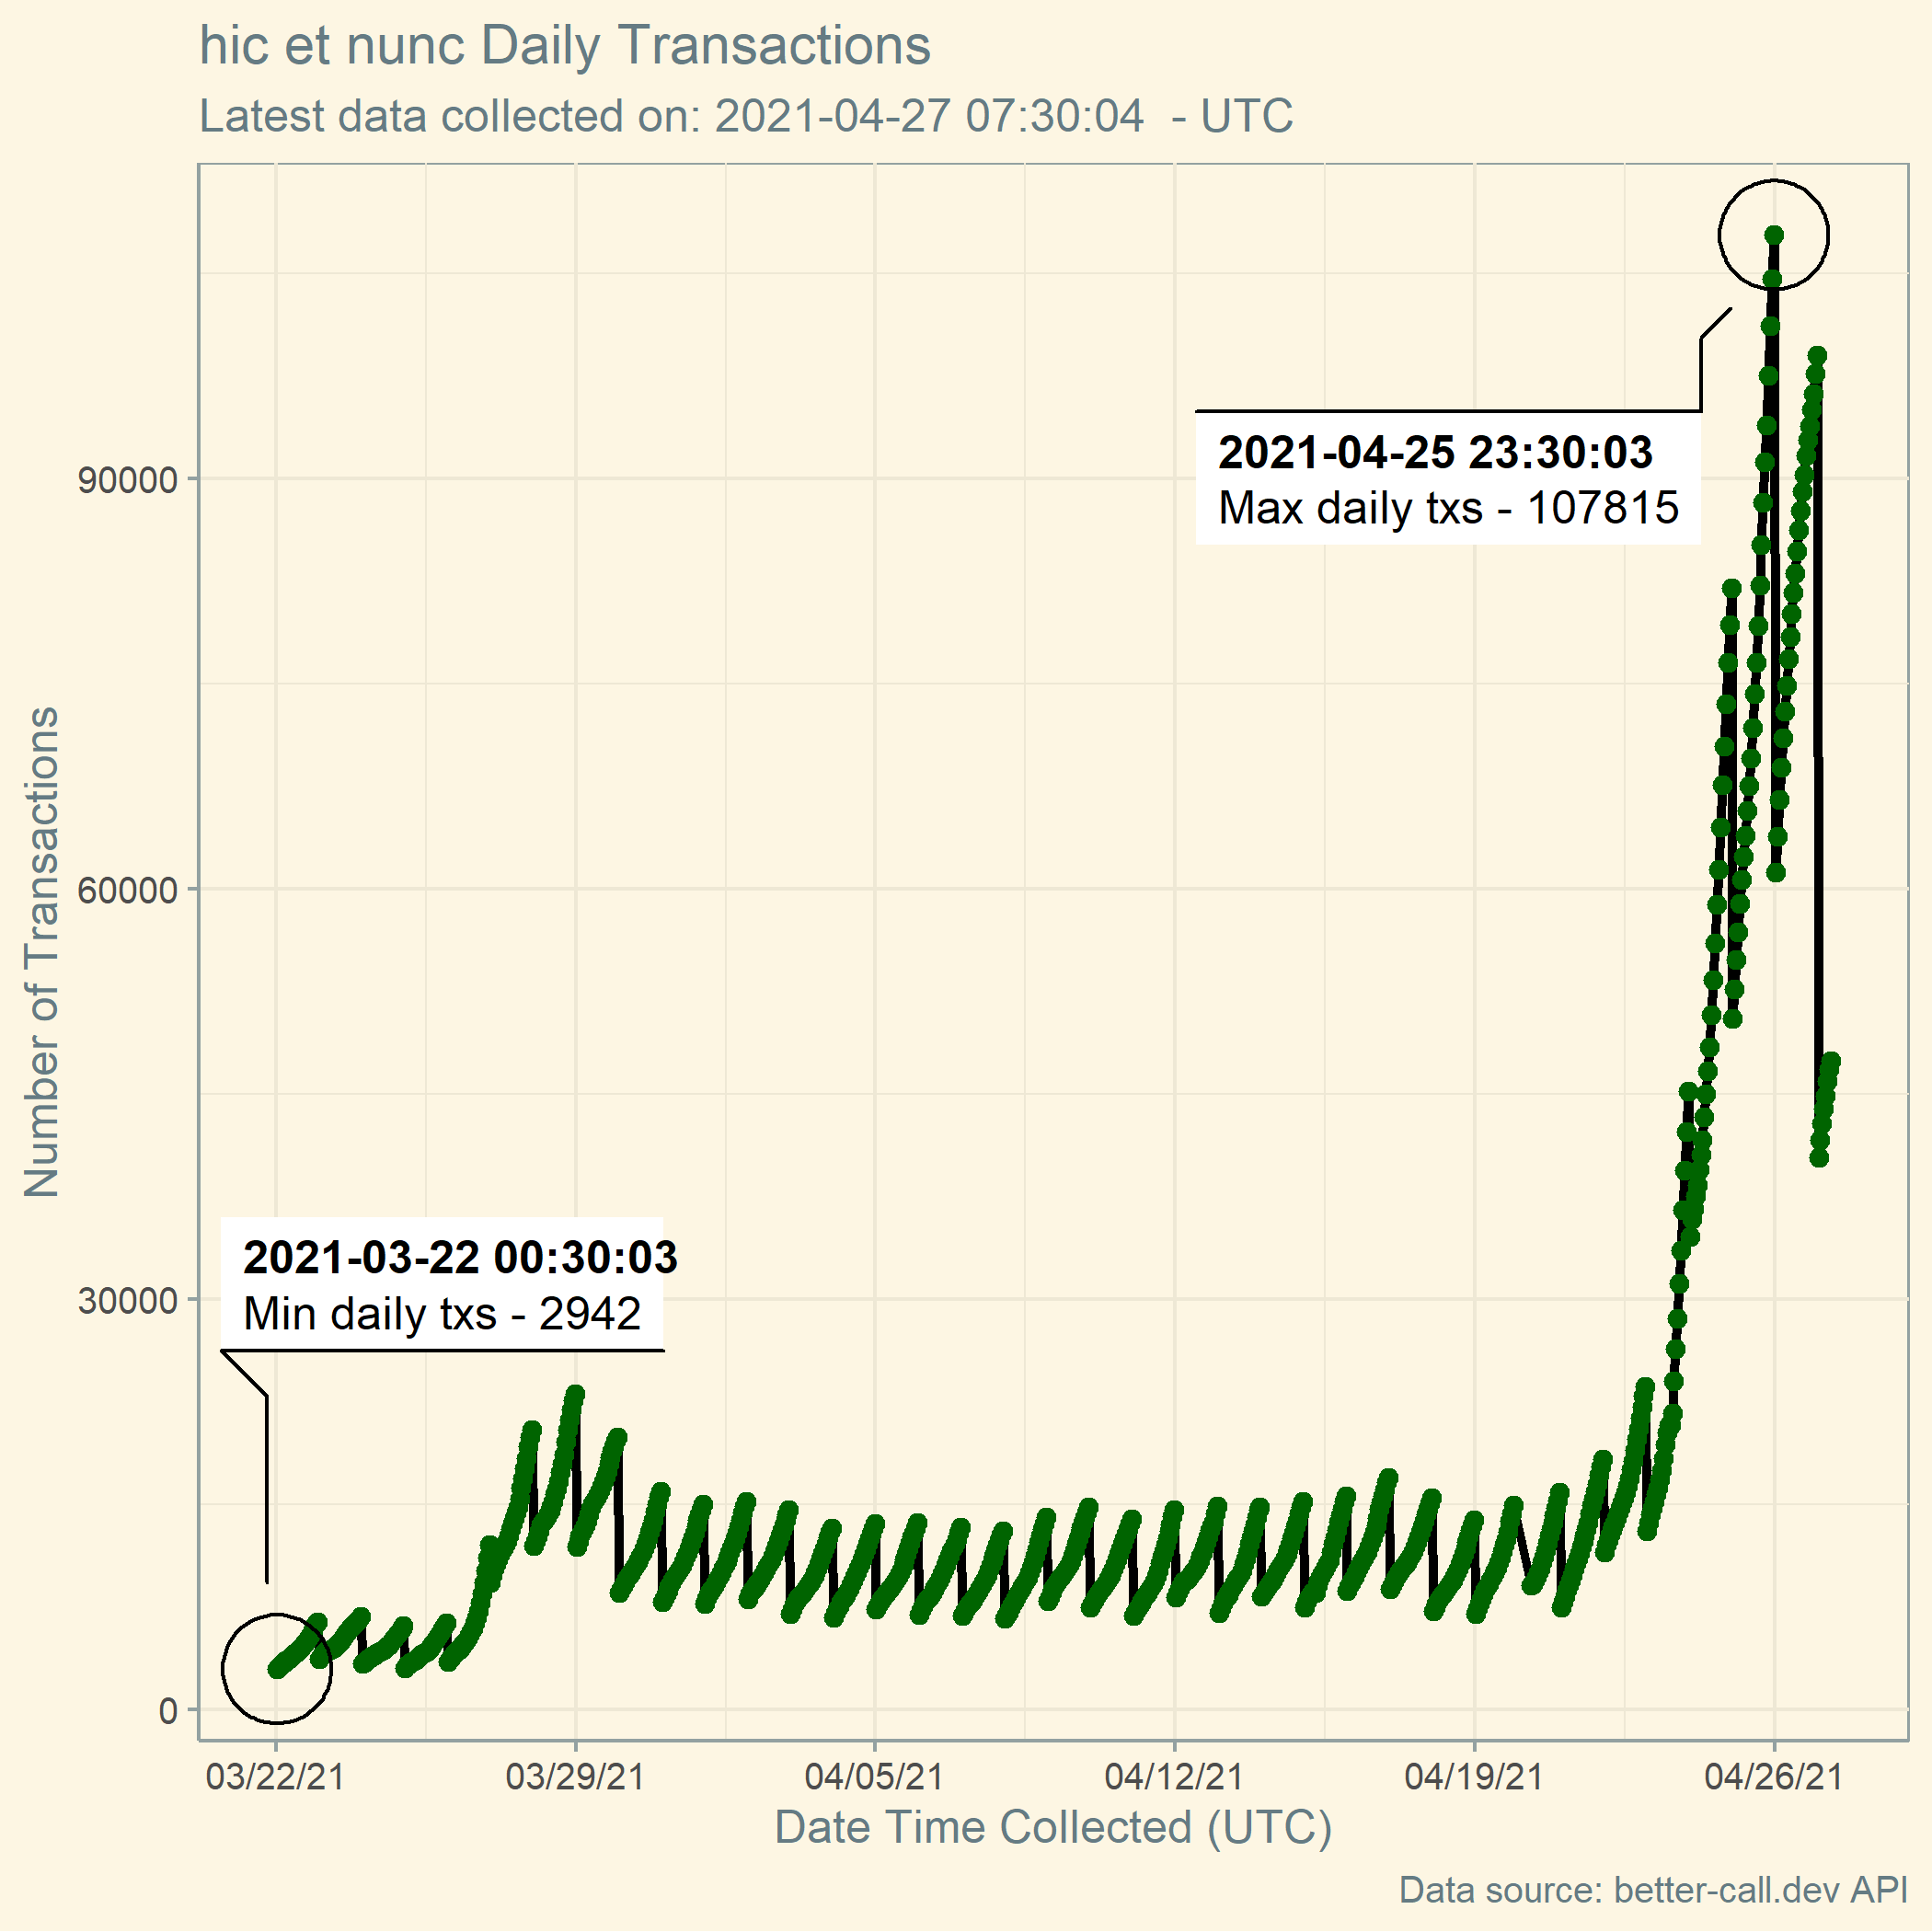 hic et nunc Daily Transactions
Latest data collected on: 2021-04-27 07:30:04  - UTC
Number of Transactions
90000
60000
30000
0
2021-04-25 23:30:03
Max daily txs - 107815
2021-03-22 00:30:03
Min daily txs - 2942
03/22/21 03/29/21 04/05/21 04/12/21 04/19/21 04/26/21
Date Time Collected (UTC)
Data source: better-call.dev API